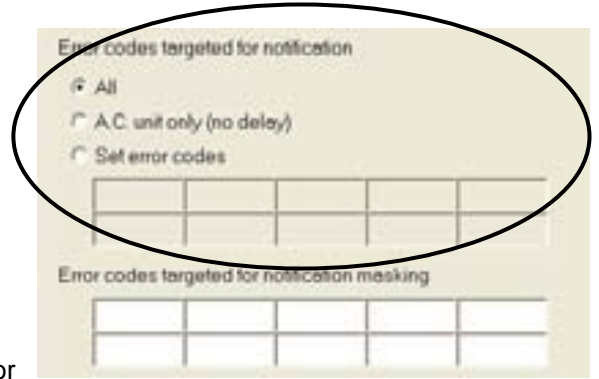 Error codes targeted for notification
All
A.C. unit only (no delay)
Set error codes
Error codes targeted for notification masking
or